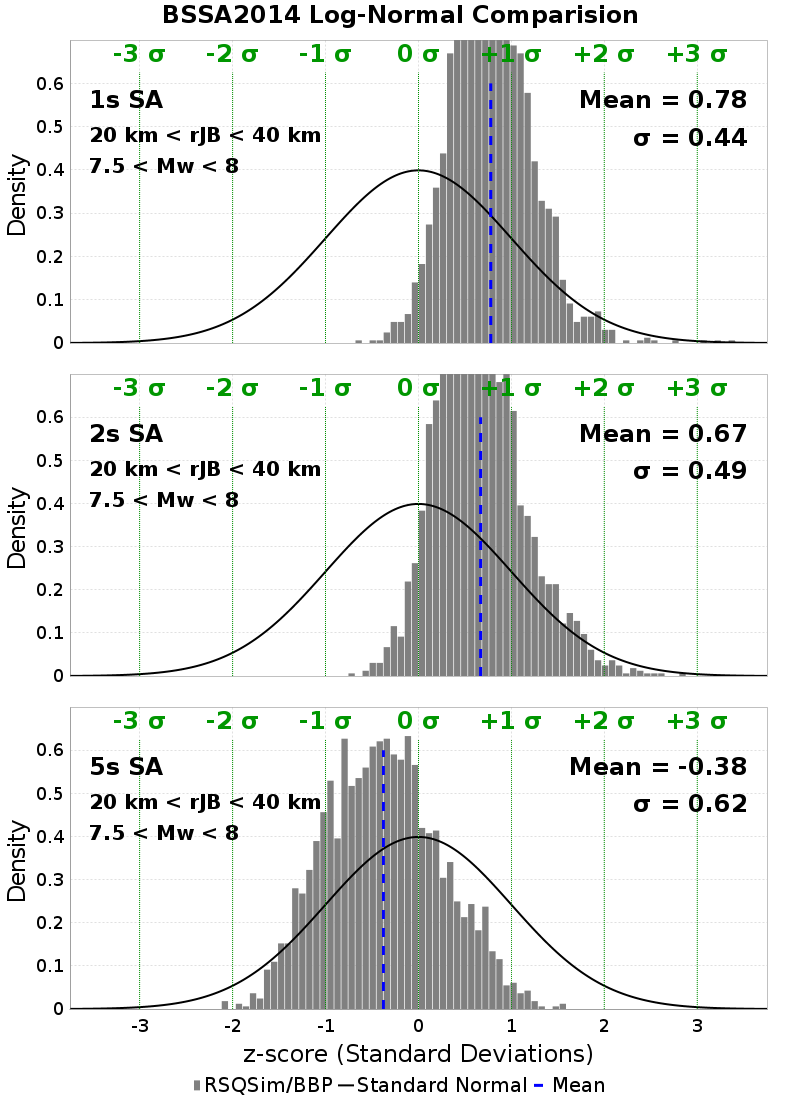 BSSA2014 Log-Normal Comparision
-3 σ -2 σ -1 σ 0 σ +1 σ +2 σ +3 σ
1s SA
Mean = 0.78
20 km < rJB < 40 km
σ = 0.44
7.5 < Mw < 8
0.6
0.5
0.4
0.3
0.2
0.1
0
Density
-3 σ -2 σ -1 σ 0 σ +1 σ +2 σ +3 σ
2s SA
Mean = 0.67
20 km < rJB < 40 km
σ = 0.49
7.5 < Mw < 8
0.6
0.5
0.4
0.3
0.2
0.1
0
Density
-3 σ -2 σ -1 σ 0 σ +1 σ +2 σ +3 σ
5s SA
Mean = -0.38
20 km < rJB < 40 km
σ = 0.62
7.5 < Mw < 8
0.6
0.5
0.4
0.3
0.2
0.1
0
Density
-3 -2 -1 0 1 2 3
z-score (Standard Deviations)
RSQSim/BBP Standard Normal Mean